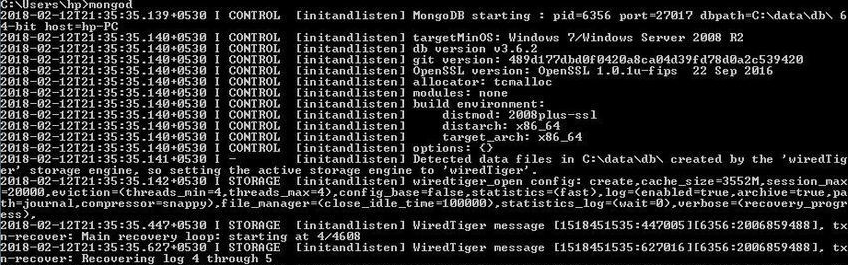 C:\Users\hp>mongod
2018-02-12T21:35:35.139+0530 I CONTROL  [initandlisten] MongoDB starting : pid=6356 port=27017 dbpath=C:\data\db\ 6
4-bit host=hp-PC
2018-02-12T21:35:35.140+0530 I CONTROL  [initandlisten] targetMinOS: Windows 7/Windows Server 2008 R2
2018-02-12T21:35:35.140+0530 I CONTROL  [initandlisten] db version v3.6.2
2018-02-12T21:35:35.140+0530 I CONTROL  [initandlisten] git version: 489d177dbd0f0420a8ca04d39fd78d0a2c539420
2018-02-12T21:35:35.140+0530 I CONTROL  [initandlisten] OpenSSL version: OpenSSL 1.0.1u-fips  22 Sep 2016
2018-02-12T21:35:35.140+0530 I CONTROL  [initandlisten] allocator: tcmalloc
2018-02-12T21:35:35.140+0530 I CONTROL  [initandlisten] modules: none
2018-02-12T21:35:35.140+0530 I CONTROL  [initandlisten] build environment:
2018-02-12T21:35:35.140+0530 I CONTROL  [initandlisten]     distmod: 2008plus-ssl
2018-02-12T21:35:35.140+0530 I CONTROL  [initandlisten]     distarch: x86_64
2018-02-12T21:35:35.140+0530 I CONTROL  [initandlisten]     target_arch: x86_64
2018-02-12T21:35:35.140+0530 I CONTROL  [initandlisten] options: {}
2018-02-12T21:35:35.141+0530 I -        [initandlisten] Detected data files in C:\data\db\ created by the 'wiredTig
er' storage engine, so setting the active storage engine to 'wiredTiger'.
2018-02-12T21:35:35.142+0530 I STORAGE  [initandlisten] wiredtiger_open config: create,cache_size=3552M,session_max
=20000,eviction=(threads_min=4,threads_max=4),config_base=false,statistics=(fast),log=(enabled=true,archive=true,pa
th=journal,compressor=snappy),file_manager=(close_idle_time=100000),statistics_log=(wait=0),verbose=(recovery_progr
ess),
2018-02-12T21:35:35.447+0530 I STORAGE  [initandlisten] WiredTiger message [1518451535:447005][6356:2006859488], tx
n-recover: Main recovery loop: starting at 4/4608
2018-02-12T21:35:35.627+0530 I STORAGE  [initandlisten] WiredTiger message [1518451535:627016][6356:2006859488], tx
n-recover: Recovering log 4 through 5